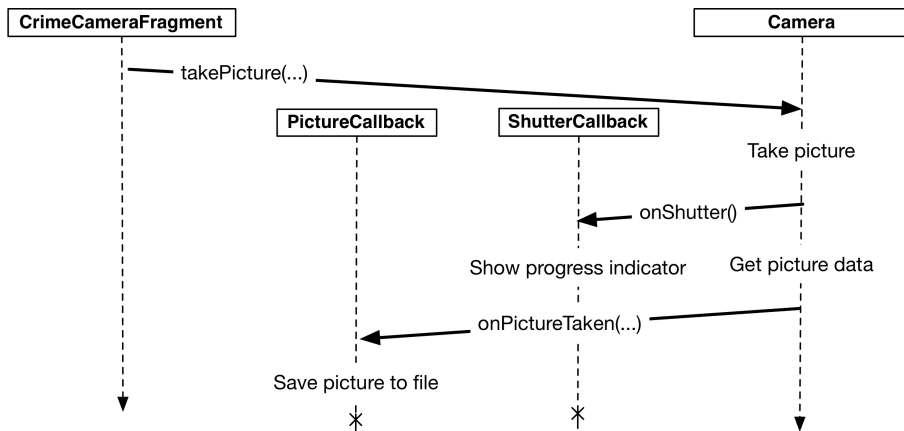 CrimeCameraFragment
Camera
takePicture(...)
PictureCallback
ShutterCallback
Take picture
onShutter()
Show progress indicator
Get picture data
onPictureTaken(...)
Save picture to file